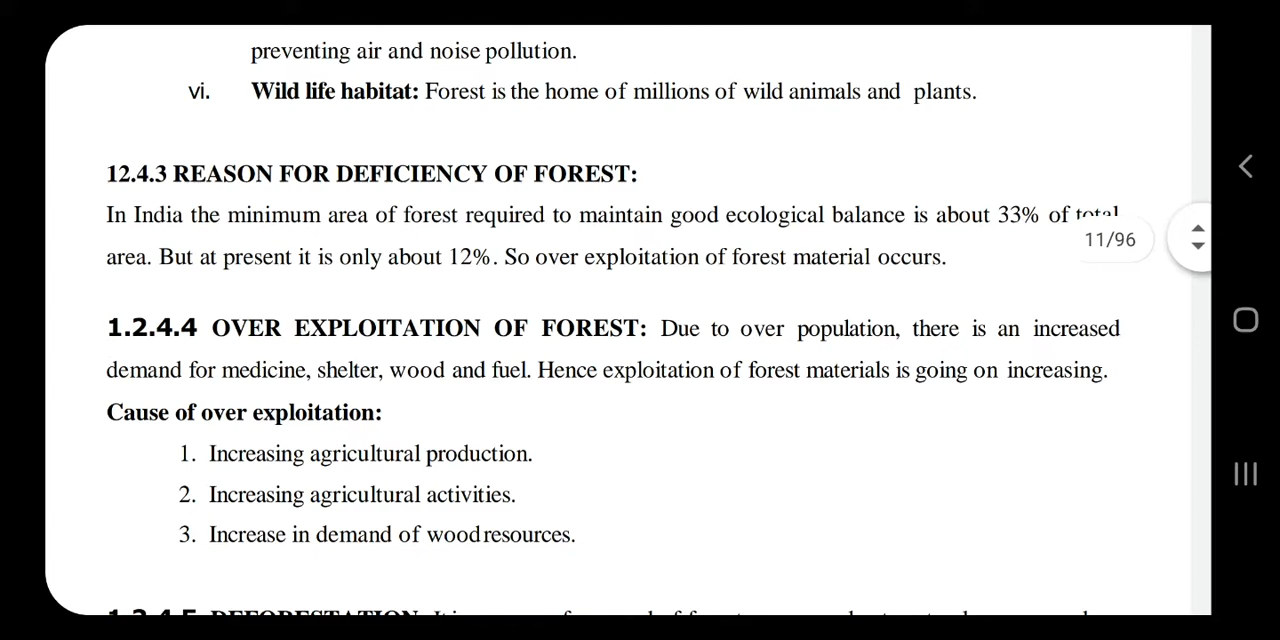 preventing air and noise pollution.
vi. Wild life habitat: Forest is the home of millions of wild animals and plants.
12.4.3 REASON FOR DEFICIENCY OF FOREST:
In India the minimum area of forest required to maintain good ecological balance is about 33% of total
11/96
area. But at present it is only about 12%. So over exploitation of forest material occurs.
1.2.4.4 OVER EXPLOITATION OF FOREST: Due to over population, there is an increased
demand for medicine, shelter, wood and fuel. Hence exploitation of forest materials is going on increasing.
Cause of over exploitation:
1. Increasing agricultural production.
2. Increasing agricultural activities.
3. Increase in demand of wood resources.
1.2.4.5 DEFORESTATION